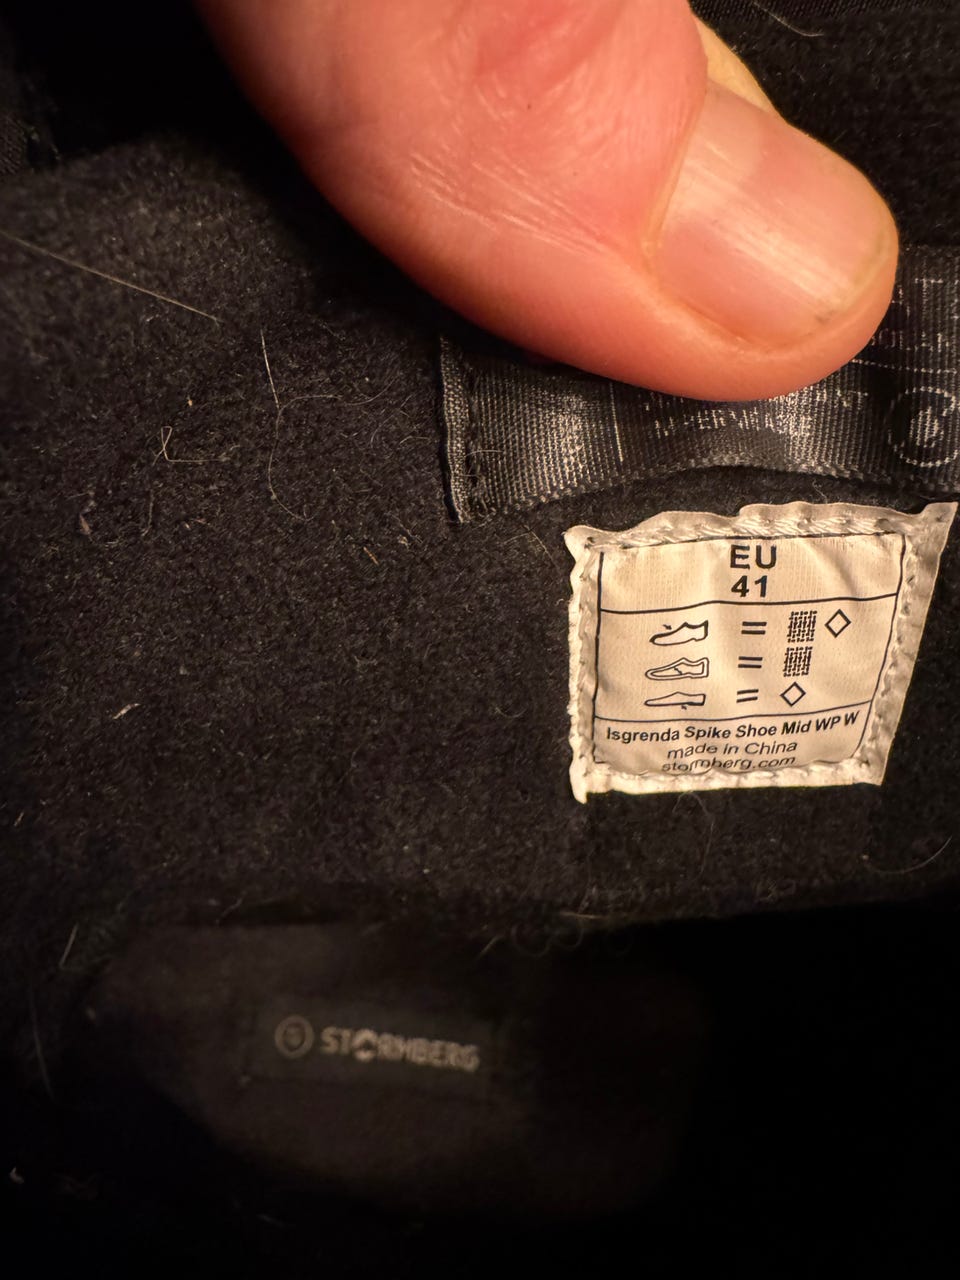 EU
41
Isgrenda Spike Shoe Mid WP W
made in China
stormberg.com
STORMBERG